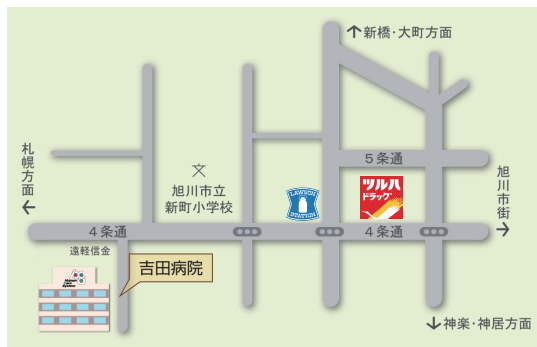 新橋・大町方面
札幌方面
5条通
旭川市立
新町小学校
旭川市街
LAWSON
STATION
ツルハ
ドラッグ
4条通
4条通
遠軽信金
吉田病院
神楽・神居方面